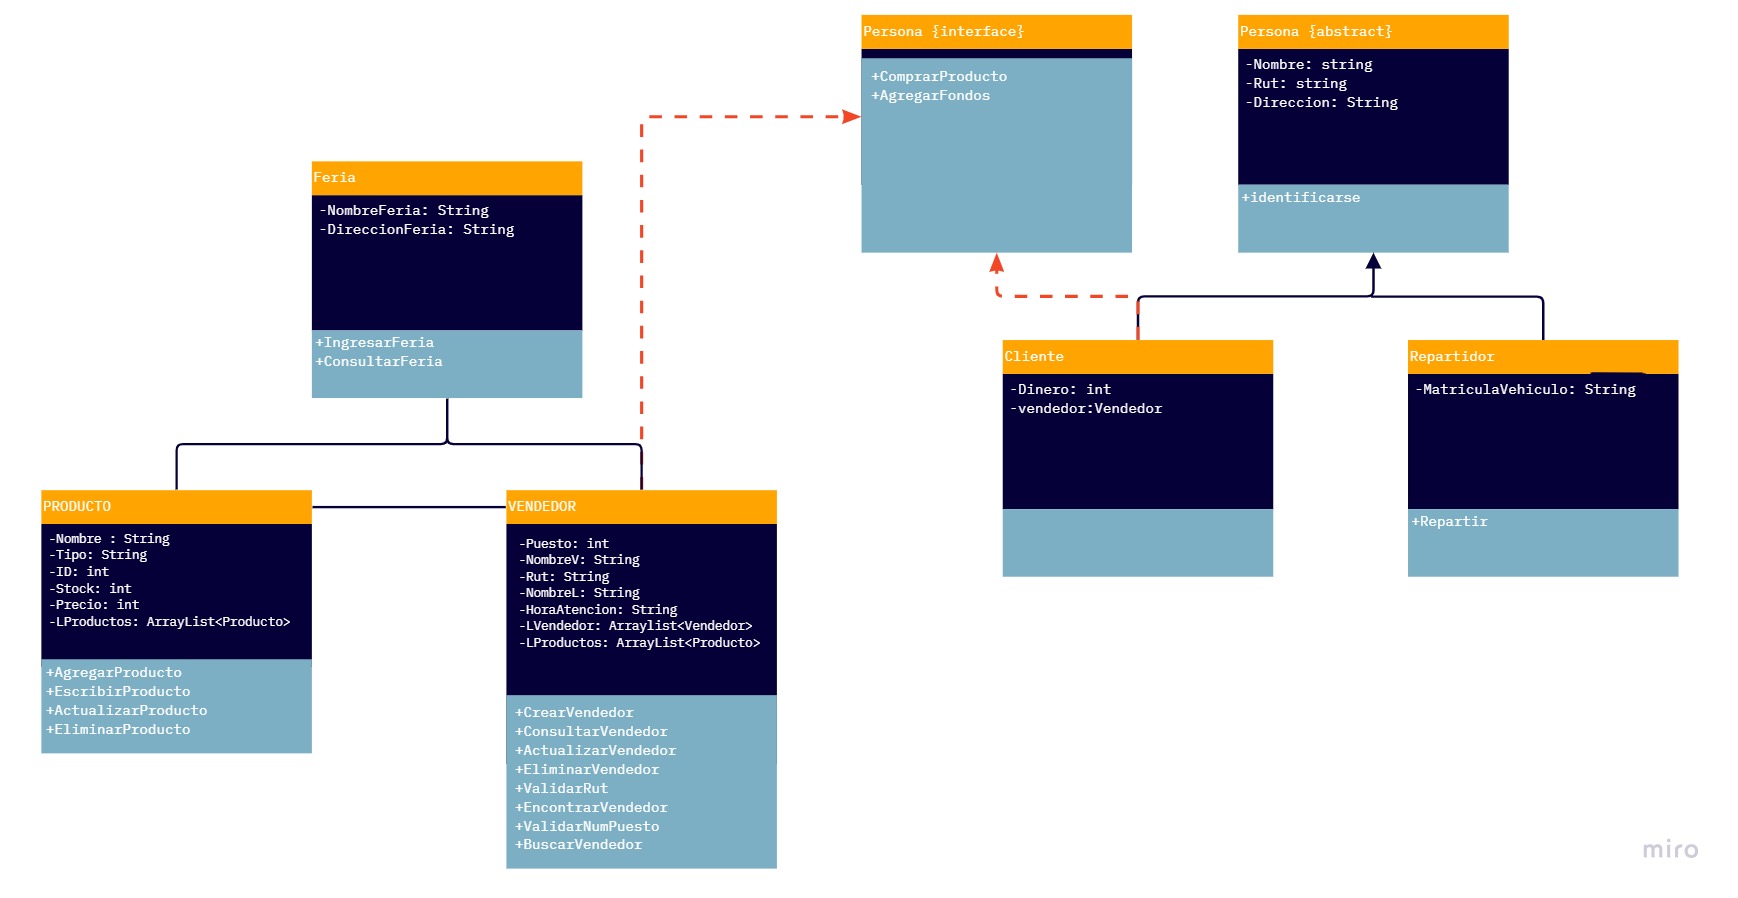 Persona {interface}
+ComprarProducto
+AgregarFondos
Persona {abstract}
-Nombre: string
-Rut: string
-Direccion: String
+identificarse
Feria
-NombreFeria: String
-DireccionFeria: String
+IngresarFeria
+ConsultarFeria
Cliente
-Dinero: int
-vendedor:Vendedor
Repartidor
-MatriculaVehiculo: String
+Repartir
PRODUCTO
-Nombre : String
-Tipo: String
-ID: int
-Stock: int
-Precio: int
-LProductos: ArrayList<Producto>
+AgregarProducto
+EscribirProducto
+ActualizarProducto
+EliminarProducto
VENDEDOR
-Puesto: int
-NombreV: String
-Rut: String
-NombreL: String
-HoraAtencion: String
-LVendedor: Arraylist<Vendedor>
-LProductos: ArrayList<Producto>
+CrearVendedor
+ConsultarVendedor
+ActualizarVendedor
+EliminarVendedor
+ValidarRut
+EncontrarVendedor
+ValidarNumPuesto
+BuscarVendedor
miro